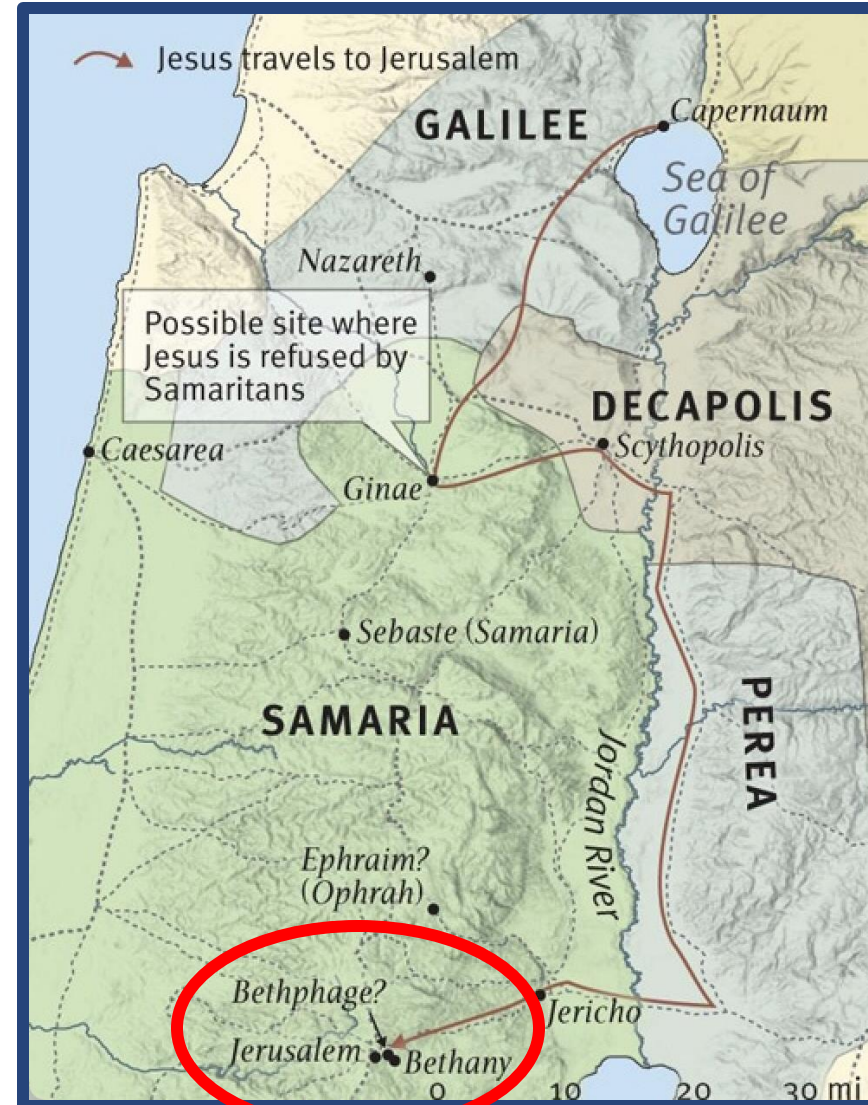 Jesus travels to Jerusalem
Capernaum
GALILEE
Sea of
Galilee
Nazareth
Possible site where
Jesus is refused by
Samaritans
DECAPOLIS
Caesarea
Scythopolis
Ginae
Sebaste (Samaria)
SAMARIA
PEREA
Jordan River
Ephraim?
(Ophrah)
Bethphage?
Jericho
Jerusalem
Bethany
0 10 20 30 mi